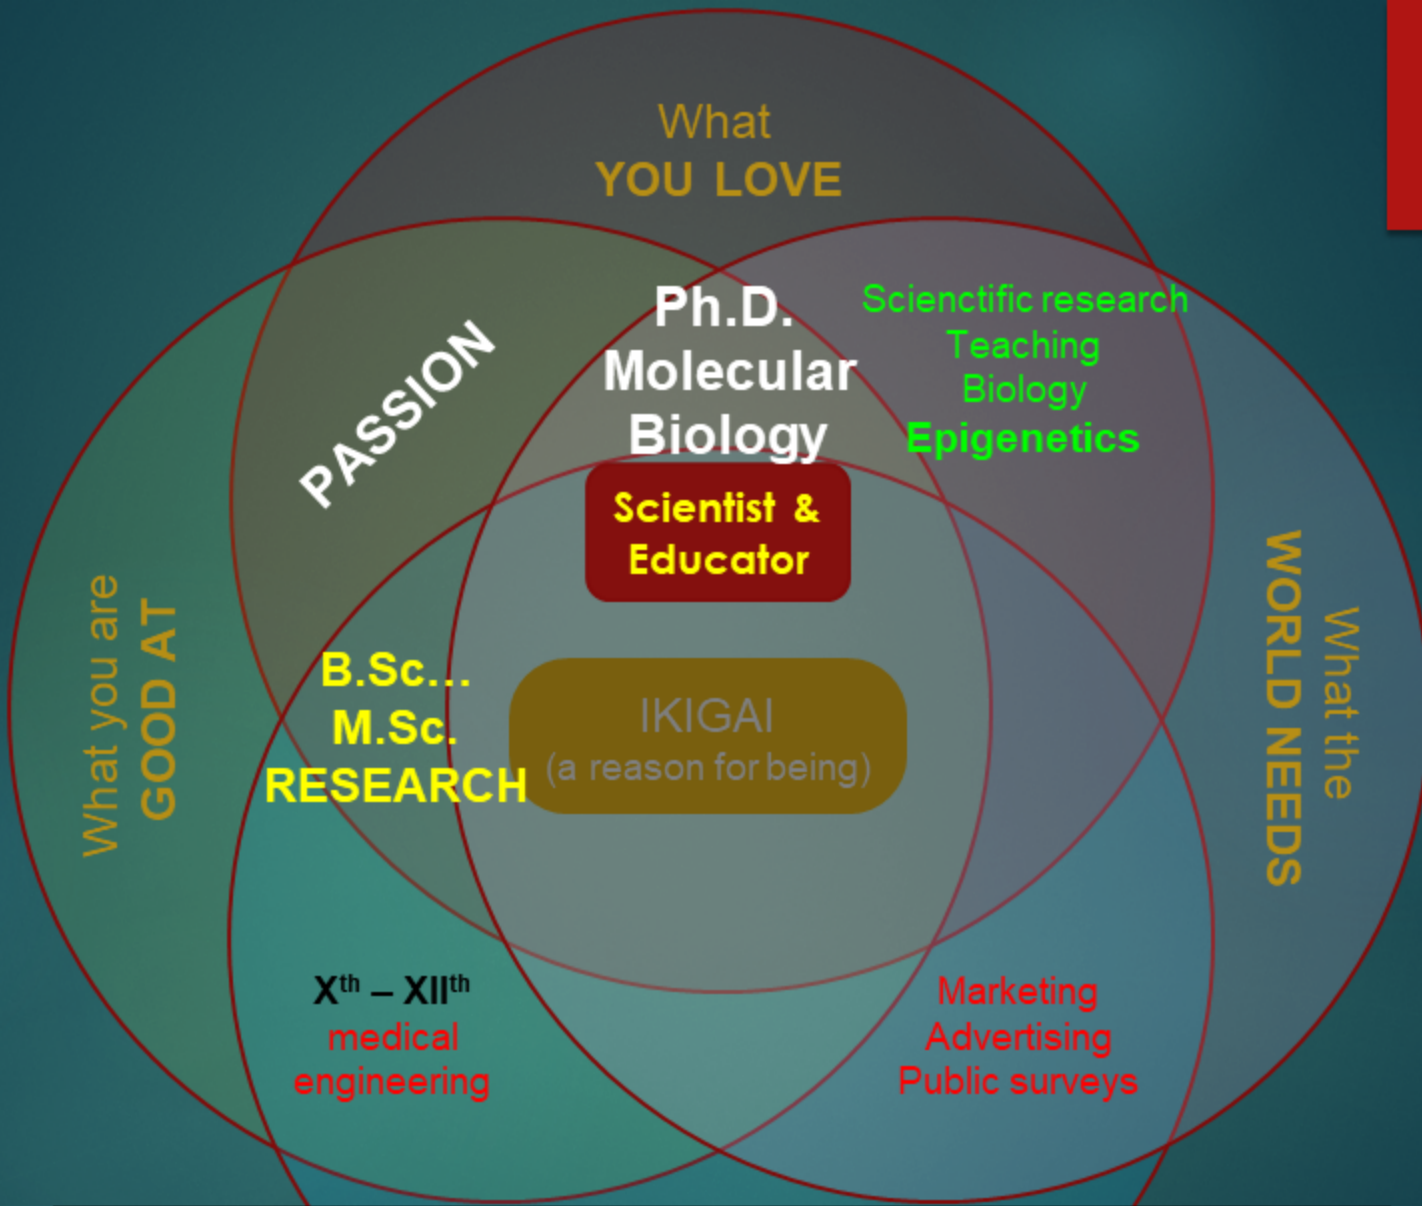 What
YOU LOVE
Ph.D.
Molecular
Biology
Scienctific research
Teaching
Biology
Epigenetics
PASSION
Scientist &
Educator
What you are
GOOD AT
What the
WORLD NEEDS
B.Sc...
M.Sc.
RESEARCH
IKIGAI
(a reason for being)
Xth – XIIth
medical
engineering
Marketing
Advertising
Public surveys